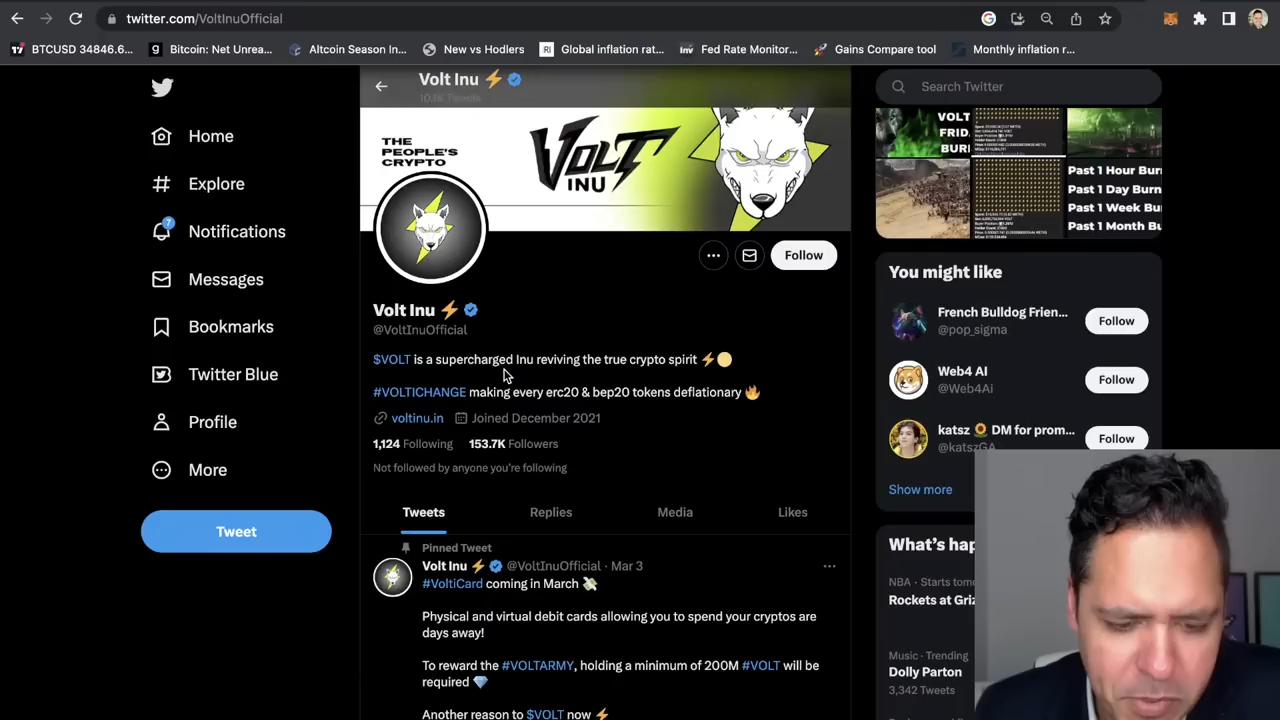 twitter.com/VoltInuOfficial
BTCUSD 34846.6...
Bitcoin: Net Unrea...
Altcoin Season In...
New vs Hodlers
Global inflation rat...
Fed Rate Monitor...
Gains Compare tool
Monthly inflation r...
Home
Explore
7
Notifications
Messages
Bookmarks
Twitter Blue
Profile
More
Tweet
Volt Inu ⚡
THE
PEOPLE'S
CRYPTO
VOLT
INU
Follow
Volt Inu ⚡
@VoltInuOfficial
$VOLT is a supercharged Inu reviving the true crypto spirit ⚡🌕
#VOLTICHANGE making every erc20 & bep20 tokens deflationary 🔥
voltinu.in Joined December 2021
1,124 Following 153.7K Followers
Not followed by anyone you're following
Tweets Replies Media Likes
Pinned Tweet
Volt Inu ⚡ @VoltInuOfficial · Mar 3
#VoltiCard coming in March 💸
Physical and virtual debit cards allowing you to spend your cryptos are
days away!
To reward the #VOLTARMY, holding a minimum of 200M #VOLT will be
required 💎
Another reason to $VOLT now ⚡
Search Twitter
VOLT
FRID
BUR
Past 1 Hour Bur
Past 1 Day Burn
Past 1 Week Bu
Past 1 Month Bu
You might like
French Bulldog Frien...
@pop_sigma
Follow
Web4 AI
@Web4Ai
Follow
katsz 🌻 DM for prom...
@katszGA
Follow
Show more
What's hap
NBA · Starts tomo
Rockets at Griz
Music · Trending
Dolly Parton
3,342 Tweets